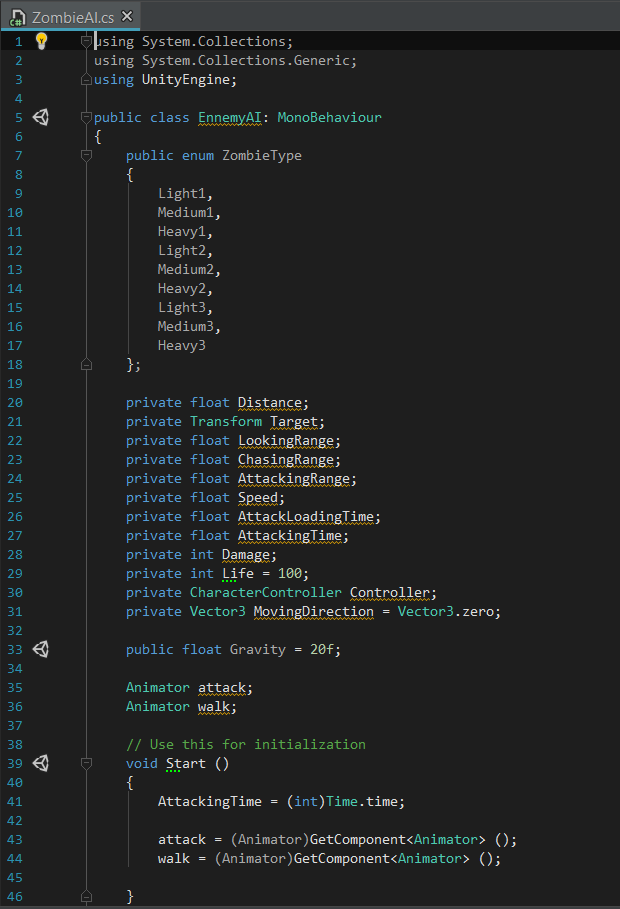 ZombieAI.cs ×
1 using System.Collections;
2 using System.Collections.Generic;
3 using UnityEngine;
4
5 public class EnnemyAI: MonoBehaviour
6 {
7     public enum ZombieType
8     {
9         Light1,
10         Medium1,
11         Heavy1,
12         Light2,
13         Medium2,
14         Heavy2,
15         Light3,
16         Medium3,
17         Heavy3
18     };
19
20     private float Distance;
21     private Transform Target;
22     private float LookingRange;
23     private float ChasingRange;
24     private float AttackingRange;
25     private float Speed;
26     private float AttackLoadingTime;
27     private float AttackingTime;
28     private int Damage;
29     private int Life = 100;
30     private CharacterController Controller;
31     private Vector3 MovingDirection = Vector3.zero;
32
33     public float Gravity = 20f;
34
35     Animator attack;
36     Animator walk;
37
38     // Use this for initialization
39     void Start ()
40     {
41         AttackingTime = (int)Time.time;
42
43         attack = (Animator)GetComponent<Animator> ();
44         walk = (Animator)GetComponent<Animator> ();
45
46     }